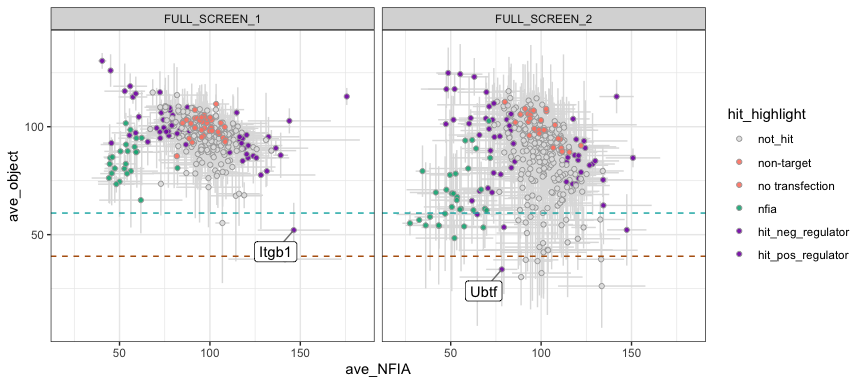 FULL_SCREEN_1
FULL_SCREEN_2
ave_object
100
50
Itgb1
Ubtf
50
100
150
50
100
150
ave_NFIA
hit_highlight
not_hit
non-target
no transfection
nfia
hit_neg_regulator
hit_pos_regulator